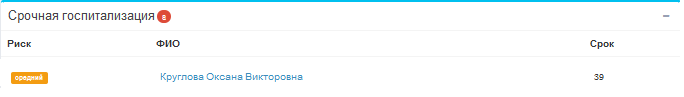 Срочная госпитализация 8
Риск ФИО Срок
средний Круглова Оксана Викторовна 39